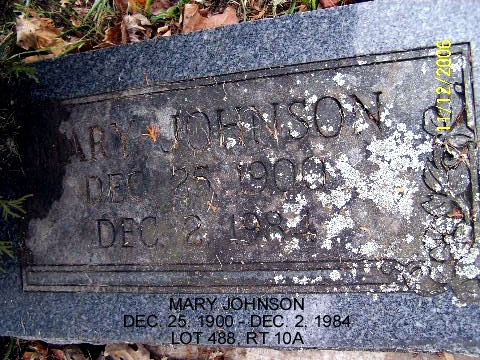 MARY JOHNSON
DEC. 25, 1900
DEC. 2, 1984
11/12/2006
MARY JOHNSON
DEC. 25, 1900 - DEC. 2, 1984
LOT 488, RT 10A